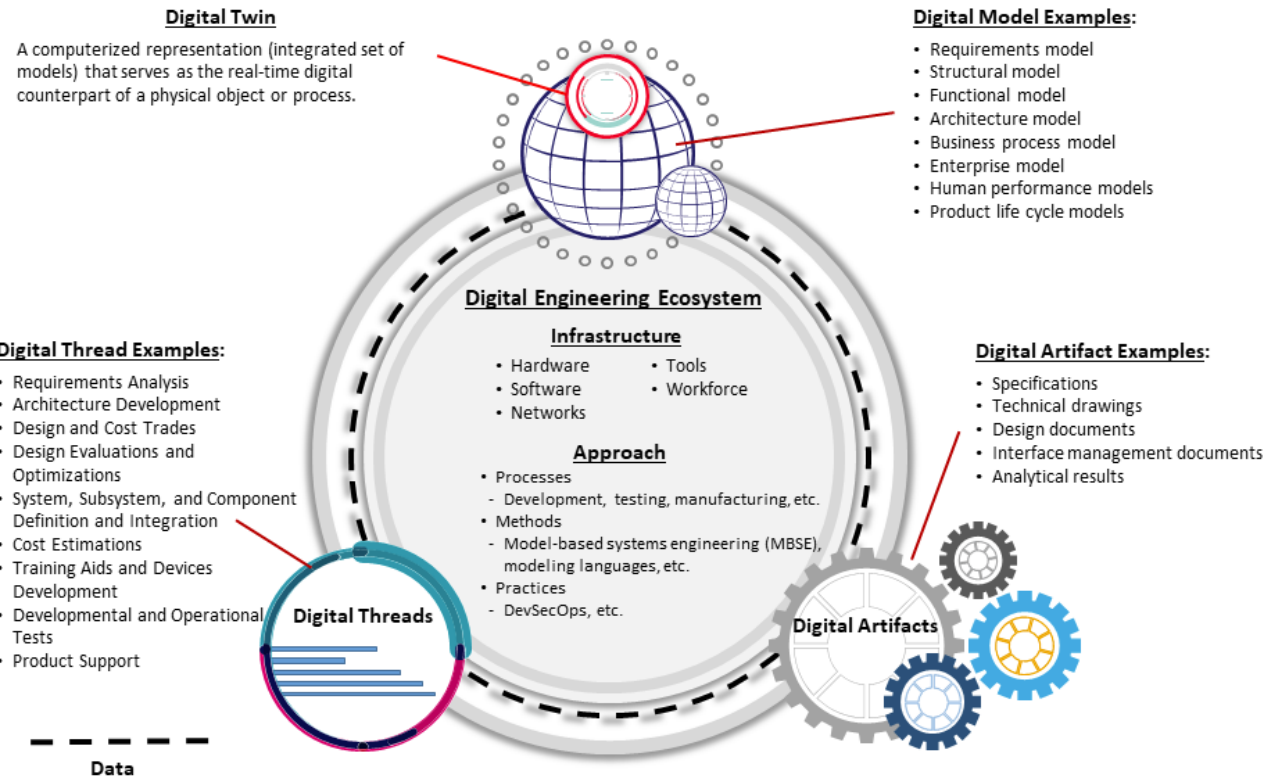 Digital Twin
A computerized representation (integrated set of
models) that serves as the real-time digital
counterpart of a physical object or process.
Digital Model Examples:
• Requirements model
• Structural model
• Functional model
• Architecture model
• Business process model
• Enterprise model
• Human performance models
• Product life cycle models
Digital Engineering Ecosystem
Infrastructure
• Hardware
• Software
• Networks
• Tools
• Workforce
Approach
• Processes
- Development, testing, manufacturing, etc.
• Methods
- Model-based systems engineering (MBSE),
modeling languages, etc.
• Practices
- DevSecOps, etc.
Digital Thread Examples:
• Requirements Analysis
• Architecture Development
• Design and Cost Trades
• Design Evaluations and
Optimizations
• System, Subsystem, and Component
Definition and Integration
• Cost Estimations
• Training Aids and Devices
Development
• Developmental and Operational
Tests
• Product Support
Digital Threads
Digital Artifact Examples:
• Specifications
• Technical drawings
• Design documents
• Interface management documents
• Analytical results
Digital Artifacts
Data